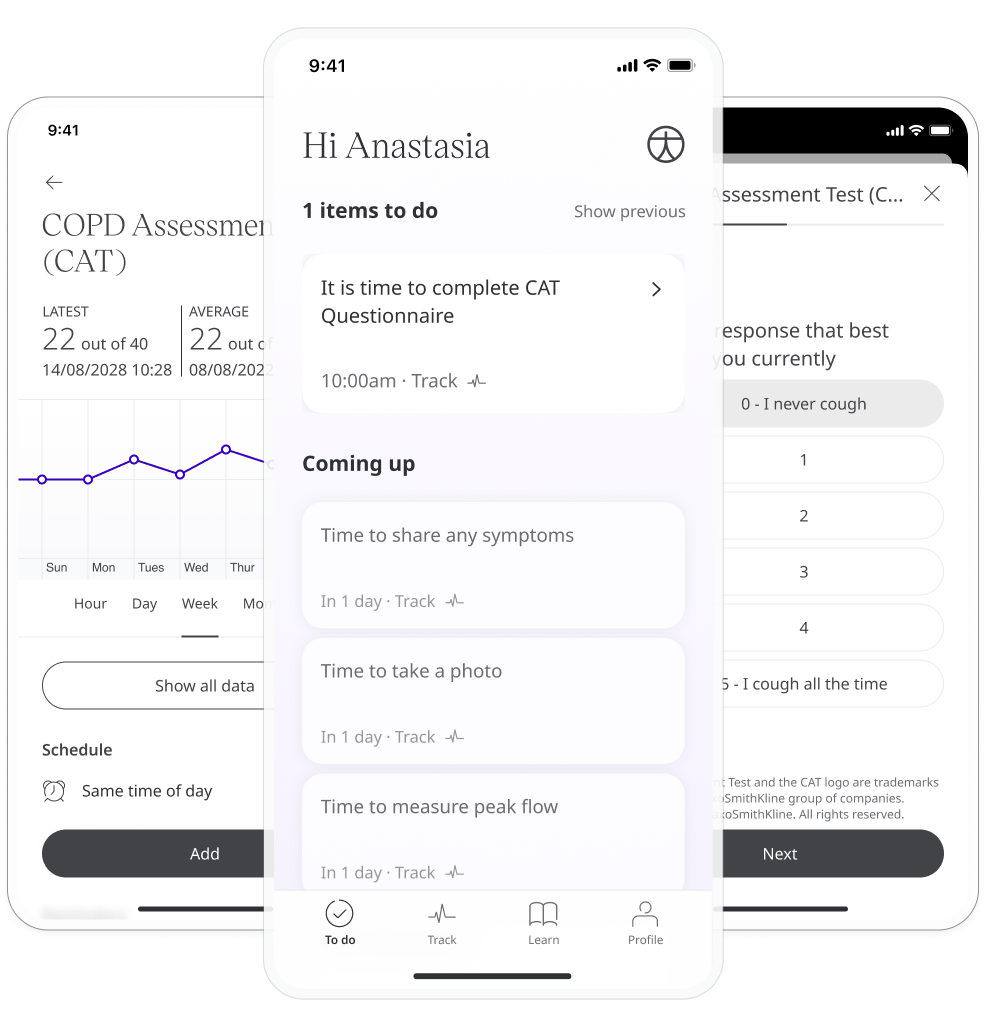 9:41
COPD Assessmen
(CAT)
LATEST
22 out of 40
14/08/2028 10:28
AVERAGE
22 out of
08/08/202
Sun Mon Tues Wed Thur
Hour Day Week Mon
Show all data
Schedule
Same time of day
Add
9:41
Hi Anastasia
1 items to do
Show previous
It is time to complete CAT
Questionnaire
10:00am · Track
Coming up
Time to share any symptoms
In 1 day · Track
Time to take a photo
In 1 day · Track
Time to measure peak flow
In 1 day · Track
To do Track Learn Profile
Assessment Test (C...
response that best
you currently
0 - I never cough
1
2
3
4
5 - I cough all the time
Test and the CAT logo are trademarks
SmithKline group of companies.
SmithKline. All rights reserved.
Next